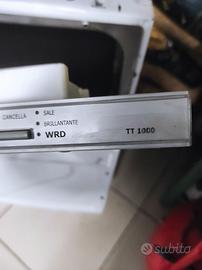 CANCELLA
SALE
BRILLANTANTE
WRD
TT 1000
subito